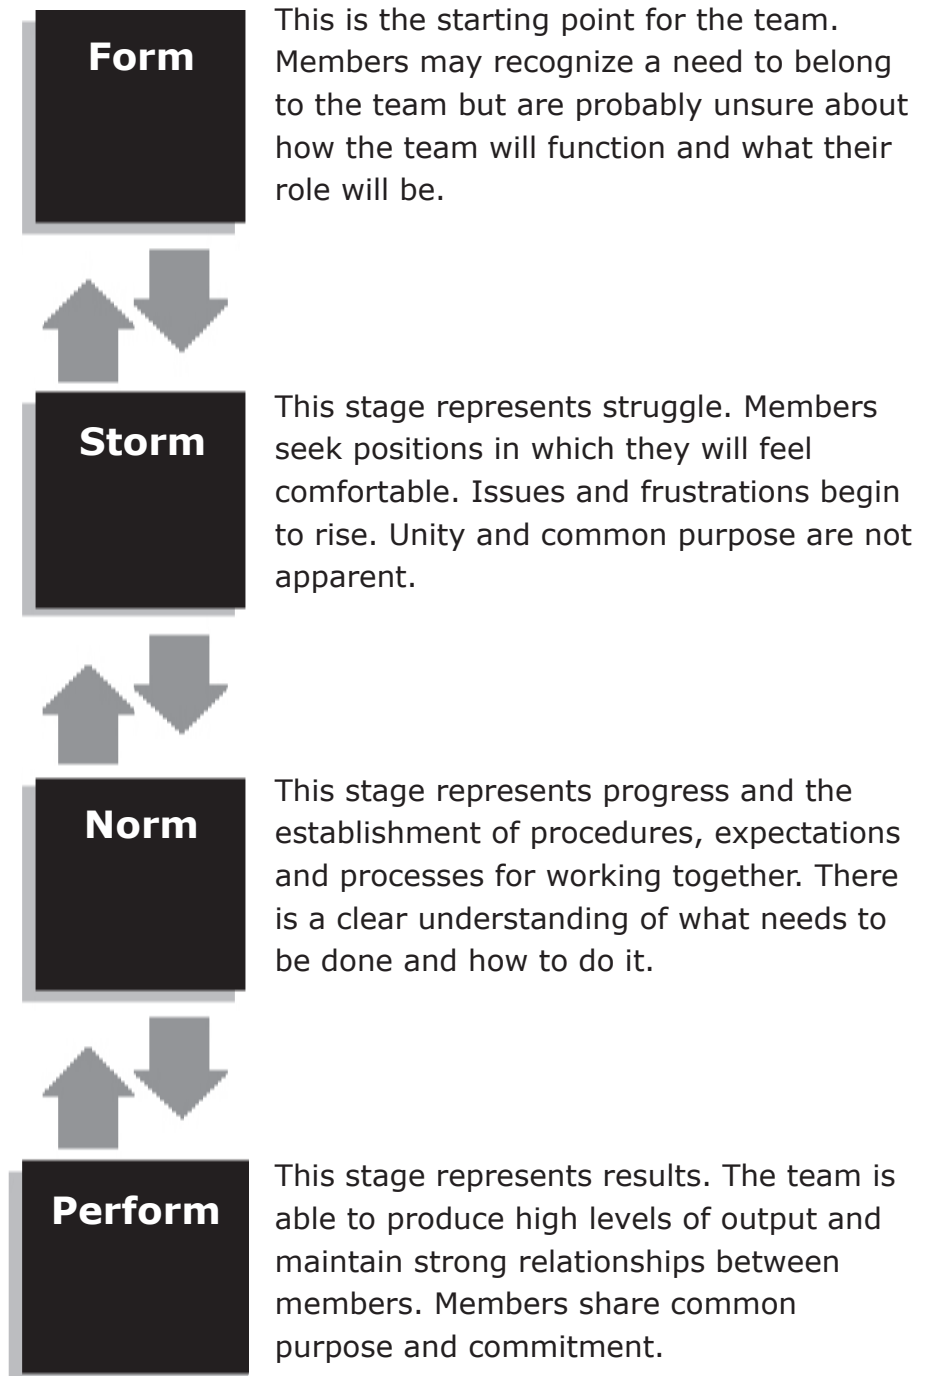 Form
This is the starting point for the team.
Members may recognize a need to belong
to the team but are probably unsure about
how the team will function and what their
role will be.
Storm
This stage represents struggle. Members
seek positions in which they will feel
comfortable. Issues and frustrations begin
to rise. Unity and common purpose are not
apparent.
Norm
This stage represents progress and the
establishment of procedures, expectations
and processes for working together. There
is a clear understanding of what needs to
be done and how to do it.
Perform
This stage represents results. The team is
able to produce high levels of output and
maintain strong relationships between
members. Members share common
purpose and commitment.